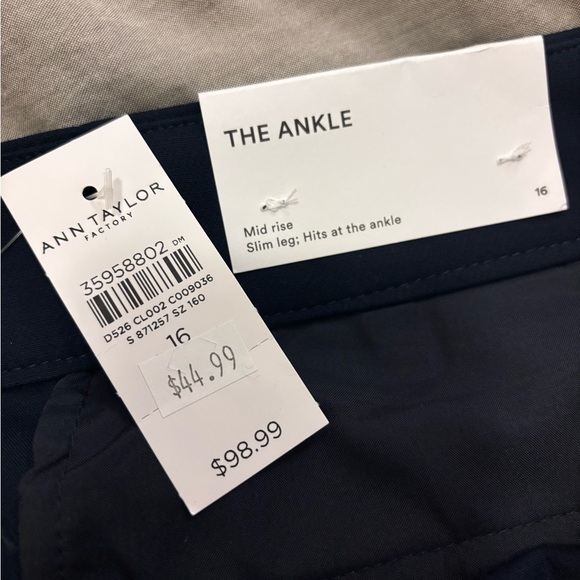 THE ANKLE
Mid rise
Slim leg; Hits at the ankle
16
ANN TAYLOR
FACTORY
35958802 DM
D526 CL002 C009036
S 871257 SZ 160
16
$44.99
$98.99